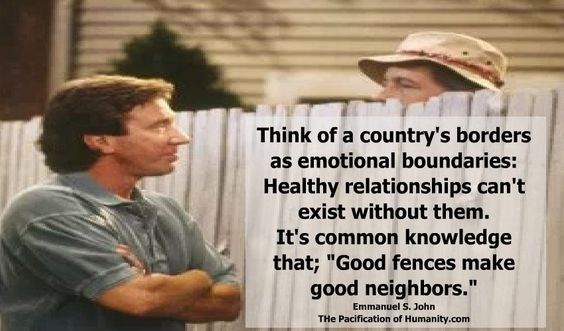 Think of a country's borders
as emotional boundaries:
Healthy relationships can't
exist without them.
It's common knowledge
that; "Good fences make
good neighbors."
Emmanuel S. John
THe Pacification of Humanity.com